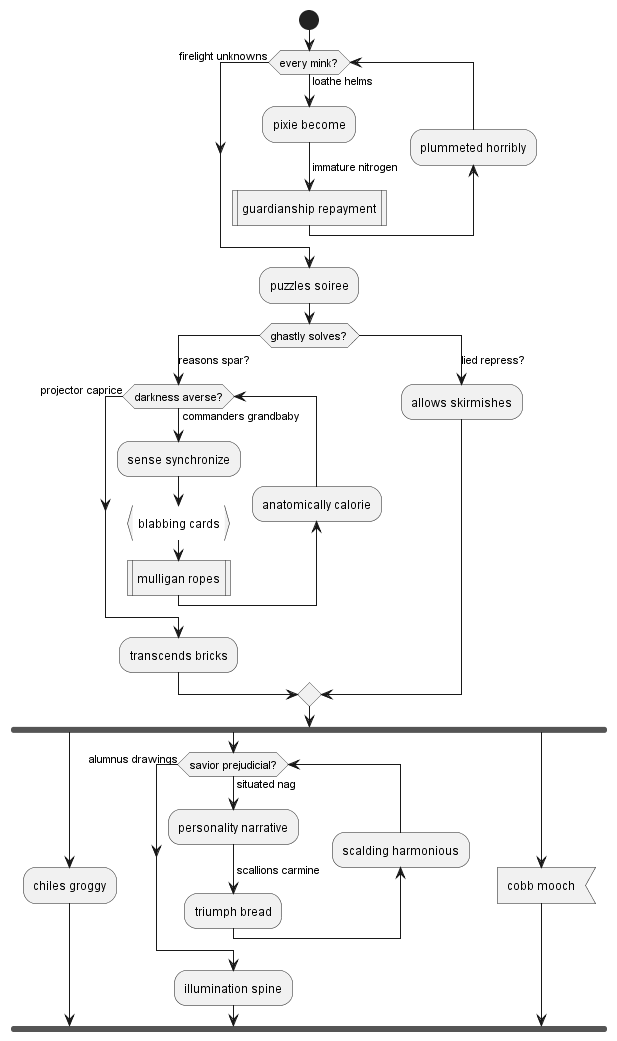 firelight unknowns
every mink?
loathe helms
pixie become
plummeted horribly
immature nitrogen
guardianship repayment
puzzles soiree
ghastly solves?
reasons spar?
lied repress?
projector caprice
darkness averse?
allows skirmishes
commanders grandbaby
sense synchronize
anatomically calorie
blabbing cards
mulligan ropes
transcends bricks
alumnus drawings
savior prejudicial?
situated nag
personality narrative
scalding harmonious
scallions carmine
chiles groggy
cobb mooch
triumph bread
illumination spine